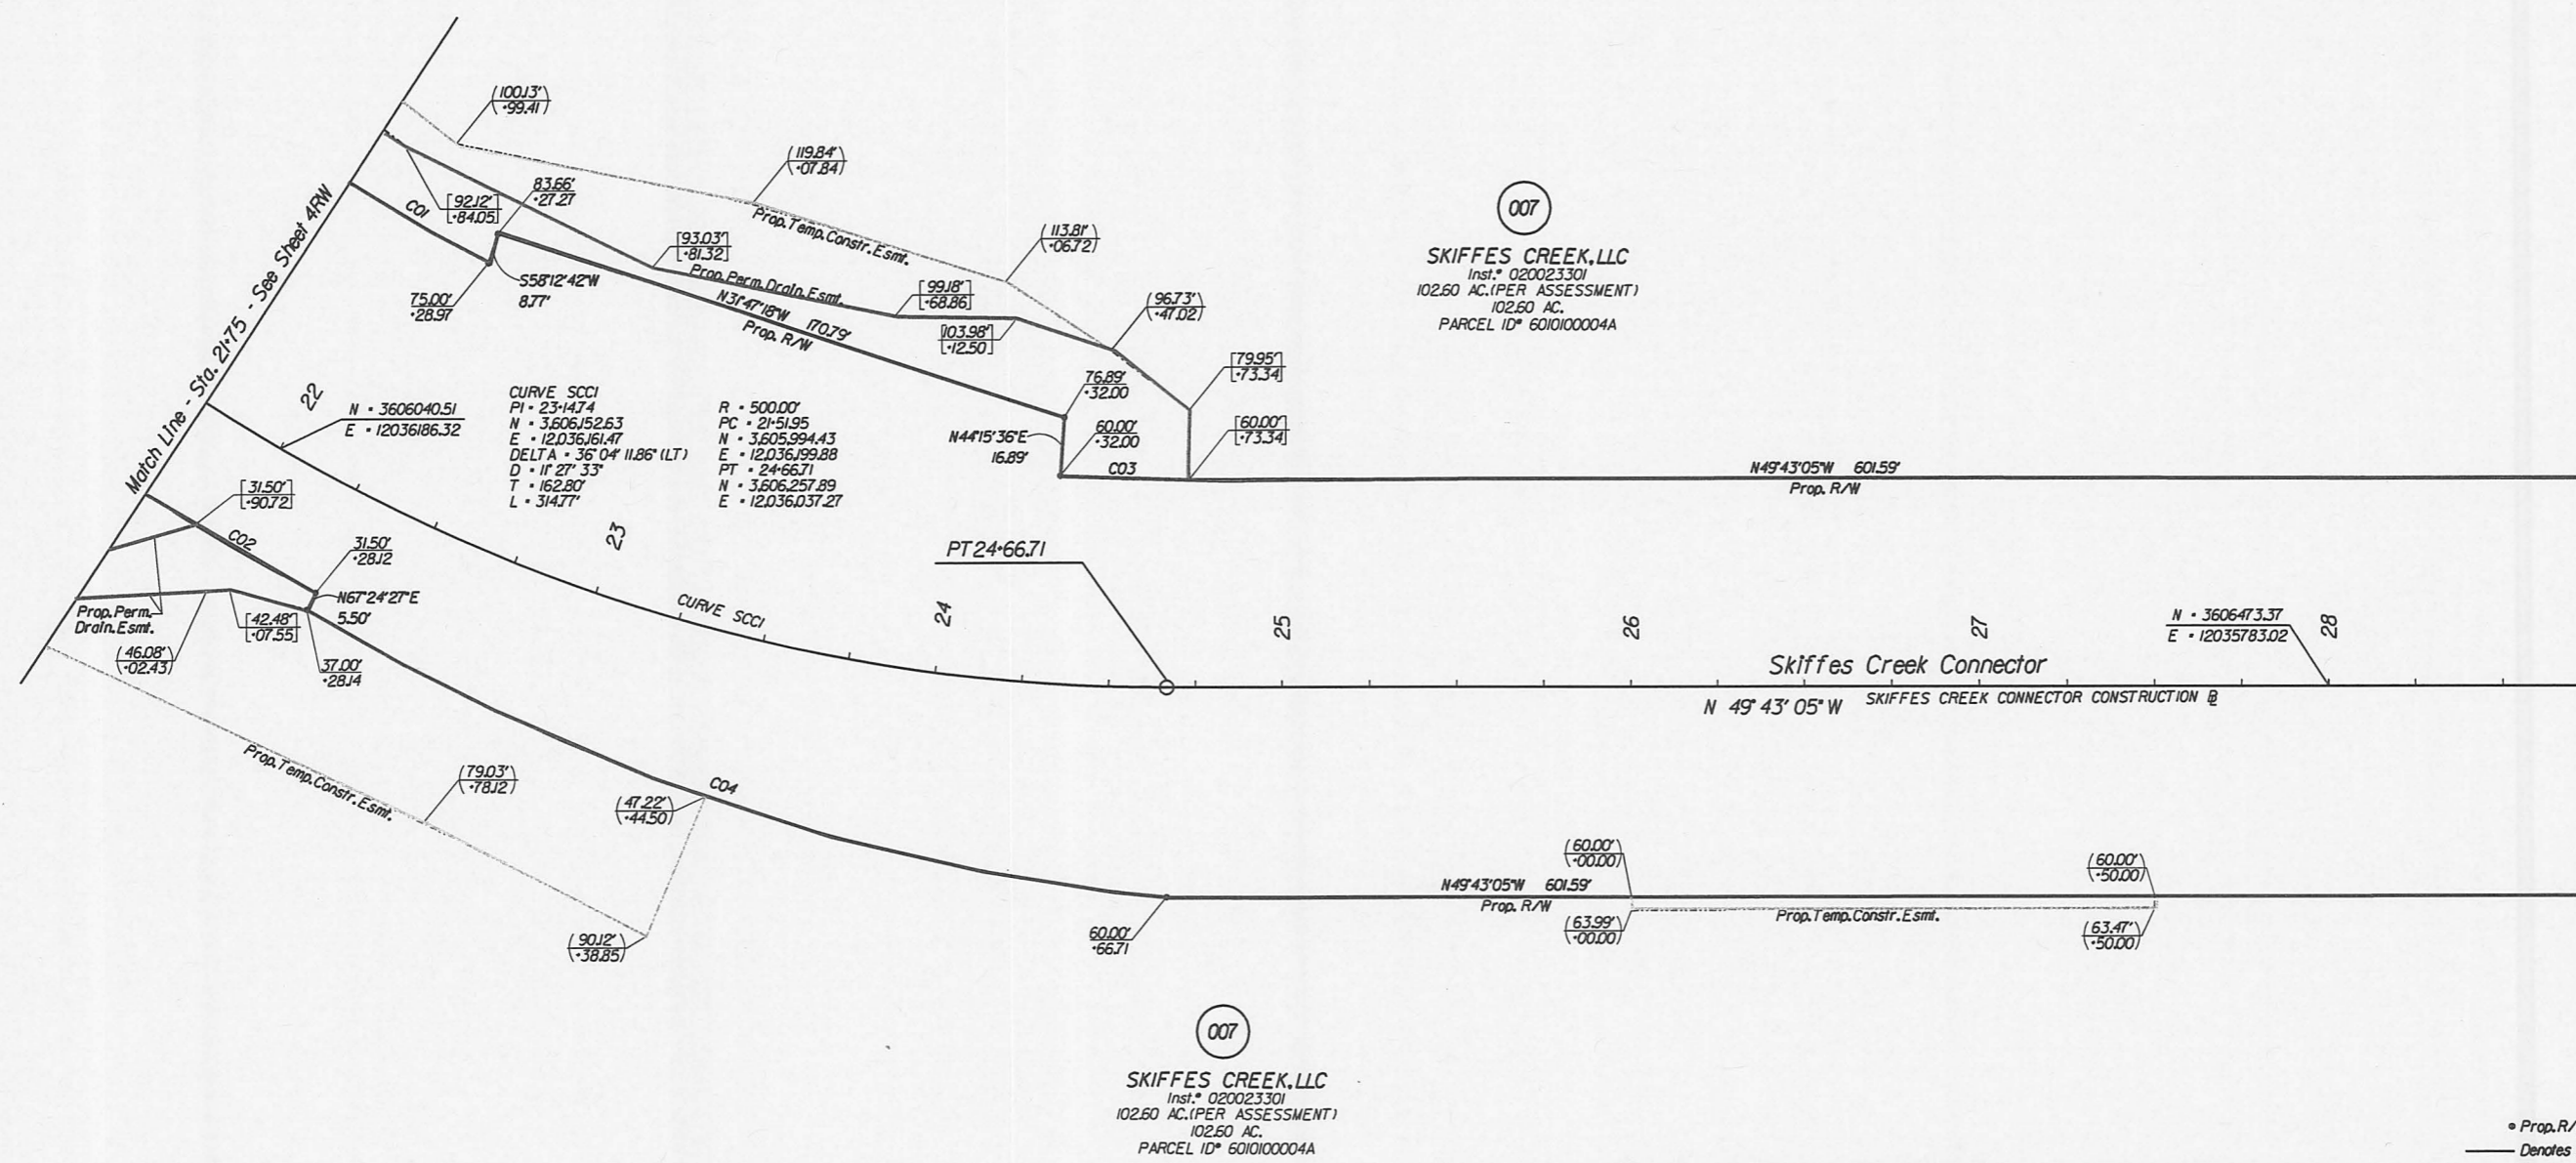 (100.13')
(+99.41)
(119.84')
(+07.84)
Prop. Temp. Constr. Esmt.
(113.81')
(+06.72)
(96.73')
(+47.02)
[79.95']
[+73.34]
[60.00']
[+73.34]
Match Line - Sta. 21+75 - See Sheet 4RW
C01
[92.12']
[+84.05]
83.66'
+27.27
[93.03']
[+81.32]
Prop. Perm. Drain. Esmt.
[99.18']
[+68.86]
[103.98']
[+12.50]
S58°12'42"W
8.77'
75.00'
+28.97
N31°47'18"W 170.79'
Prop. R/W
76.89'
+32.00
60.00'
+32.00
N44°15'36"E
16.89'
C03
007
SKIFFES CREEK, LLC
Inst.# 020023301
102.60 AC. (PER ASSESSMENT)
102.60 AC.
PARCEL ID# 6010100004A
22
N = 3606040.51
E = 12036186.32
CURVE SCC1
PI = 23+14.74
N = 3,606,152.63
E = 12,036,161.47
DELTA = 36° 04' 11.86" (LT)
D = 11° 27' 33"
T = 162.80'
L = 314.77'
R = 500.00'
PC = 21+51.95
N = 3,605,994.43
E = 12,036,199.88
PT = 24+66.71
N = 3,606,257.89
E = 12,036,037.27
N49°43'05"W 601.59'
Prop. R/W
[31.50']
[+90.72]
C02
31.50'
+28.12
N67°24'27"E
5.50'
Prop. Perm.
Drain. Esmt.
[42.48']
[+07.55]
(46.08')
(+02.43)
37.00'
+28.14
23
CURVE SCC1
PT 24+66.71
24
25
26
27
28
N = 3606473.37
E = 12035783.02
Skiffes Creek Connector
N 49° 43' 05" W
SKIFFES CREEK CONNECTOR CONSTRUCTION BL
Prop. Temp. Constr. Esmt.
(79.03')
(+78.12)
(47.22')
(+44.50)
C04
(90.12')
(+38.85)
60.00'
+66.71
N49°43'05"W 601.59'
Prop. R/W
(60.00')
(+00.00)
(63.99')
(+00.00)
Prop. Temp. Constr. Esmt.
(60.00')
(+50.00)
(63.47')
(+50.00)
007
SKIFFES CREEK, LLC
Inst.# 020023301
102.60 AC. (PER ASSESSMENT)
102.60 AC.
PARCEL ID# 6010100004A
Prop. R/
Denotes